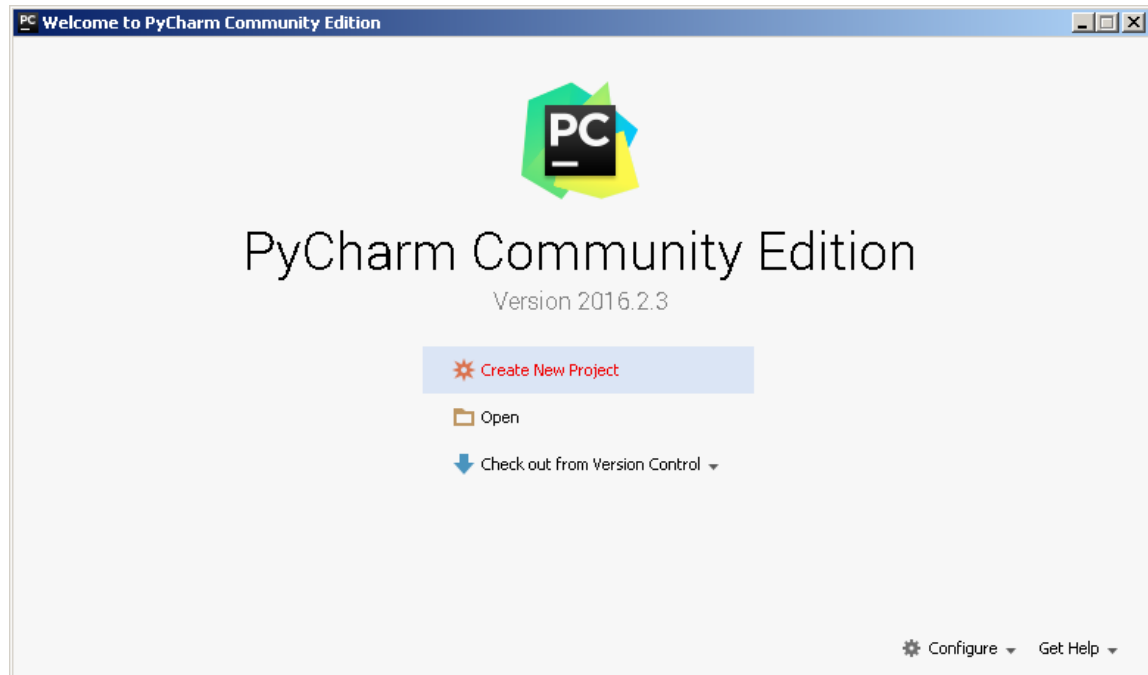 PC Welcome to PyCharm Community Edition
PC
PyCharm Community Edition
Version 2016.2.3
Create New Project
Open
Check out from Version Control
Configure Get Help